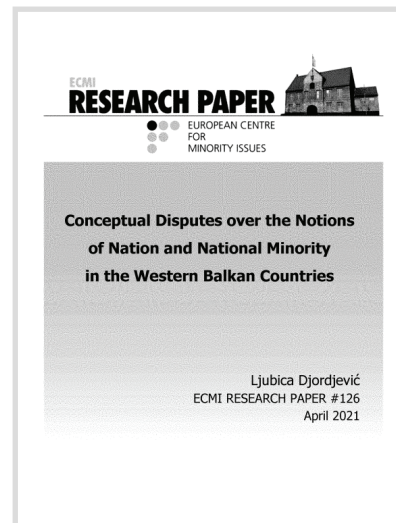 ECMI
RESEARCH PAPER
EUROPEAN CENTRE
FOR
MINORITY ISSUES
Conceptual Disputes over the Notions
of Nation and National Minority
in the Western Balkan Countries
Ljubica Djordjević
ECMI RESEARCH PAPER #126
April 2021